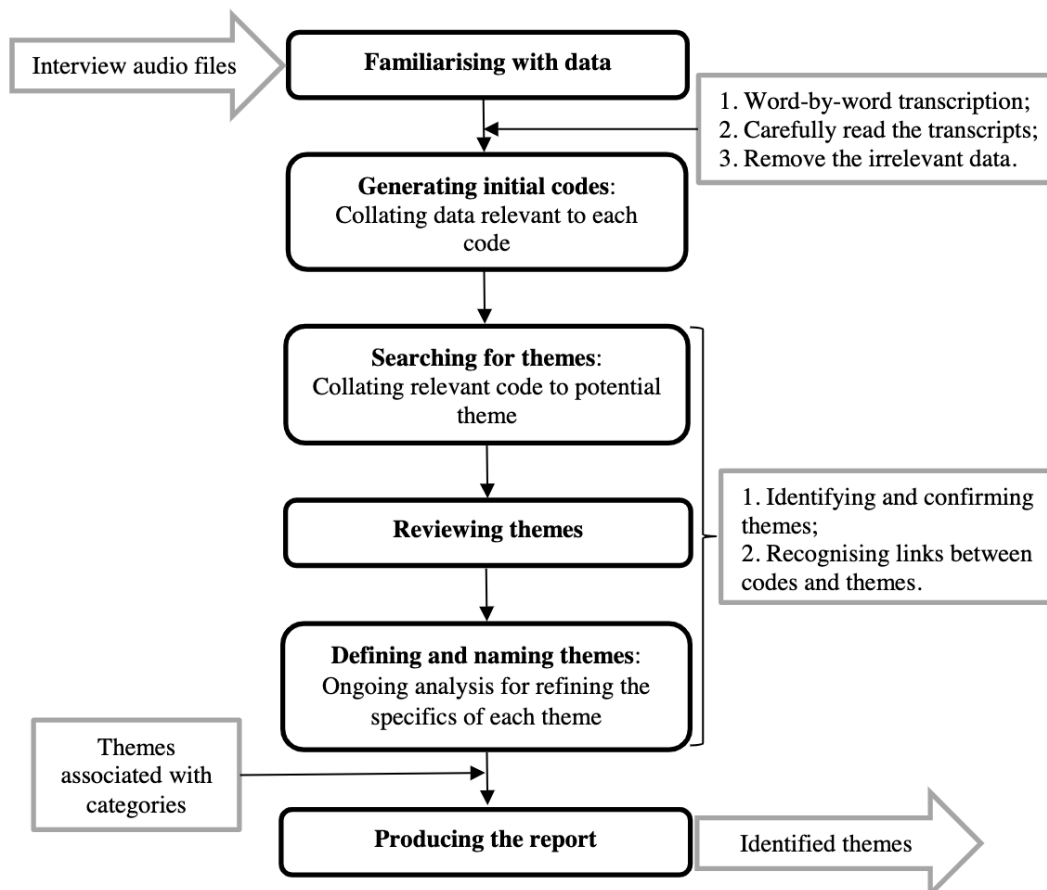 Interview audio files
Familiarising with data
1. Word-by-word transcription;
2. Carefully read the transcripts;
3. Remove the irrelevant data.
Generating initial codes:
Collating data relevant to each
code
Searching for themes:
Collating relevant code to potential
theme
Reviewing themes
1. Identifying and confirming
themes;
2. Recognising links between
codes and themes.
Defining and naming themes:
Ongoing analysis for refining the
specifics of each theme
Themes
associated with
categories
Producing the report
Identified themes